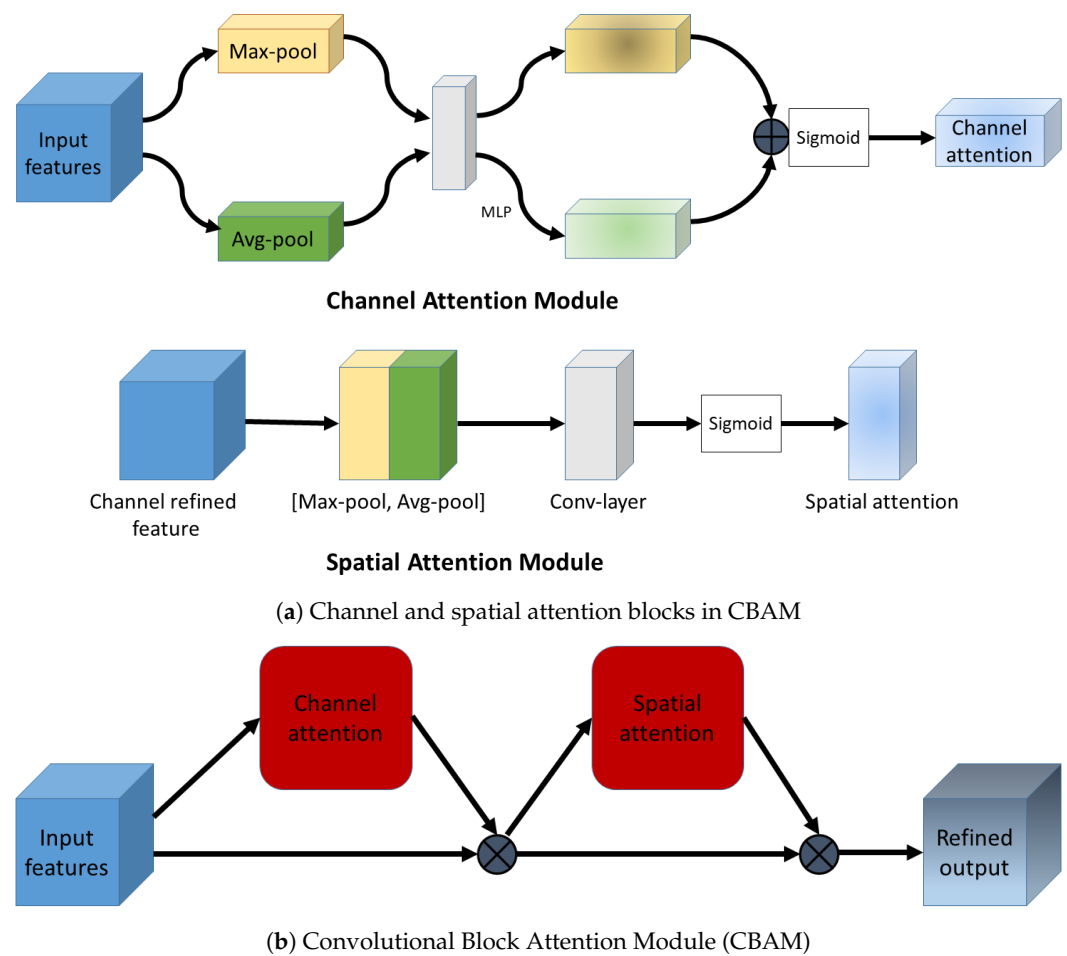 Max-pool
Input
features
Avg-pool
MLP
Sigmoid
Channel
attention
Channel Attention Module
Channel refined
feature
[Max-pool, Avg-pool]
Conv-layer
Sigmoid
Spatial attention
Spatial Attention Module
(a) Channel and spatial attention blocks in CBAM
Channel
attention
Spatial
attention
Input
features
Refined
output
(b) Convolutional Block Attention Module (CBAM)